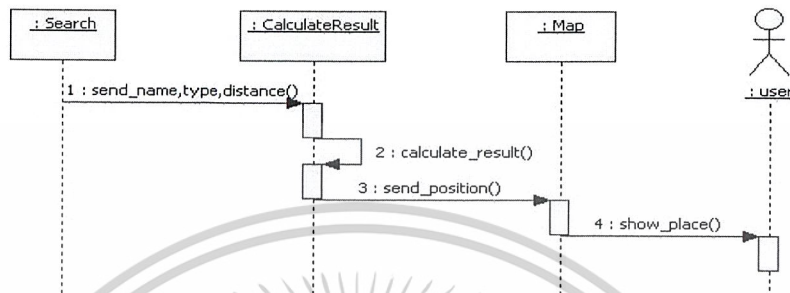 : Search
: CalculateResult
: Map
: user
1 : send_name,type,distance()
2 : calculate_result()
3 : send_position()
4 : show_place()